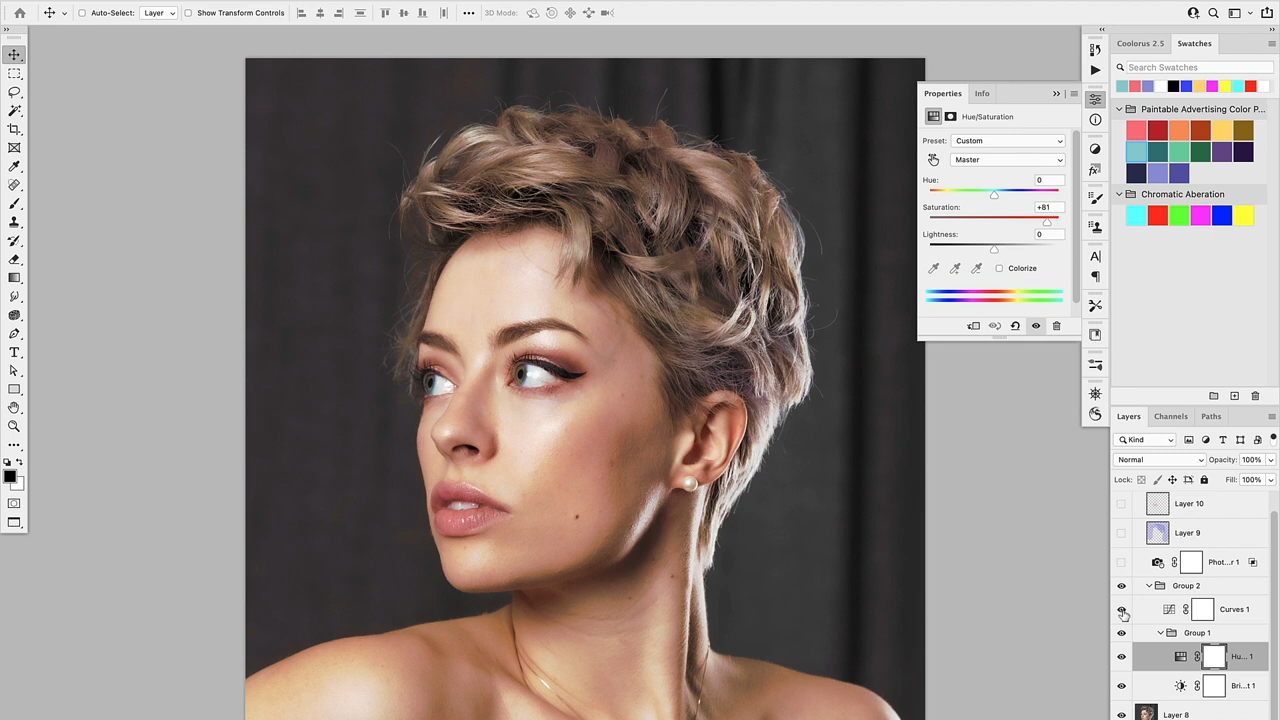 Auto-Select:
Layer
Show Transform Controls
3D Mode:
Coolorus 2.5
Swatches
Search Swatches
Paintable Advertising Color P...
Chromatic Aberation
Properties
Info
Hue/Saturation
Preset:
Custom
Master
Hue:
0
Saturation:
+81
Lightness:
0
Colorize
Layers
Channels
Paths
Kind
Normal
Opacity:
100%
Lock:
Fill:
100%
Layer 10
Layer 9
Phot...r 1
Group 2
Curves 1
Group 1
Hu... 1
Bri...t 1
Layer 8